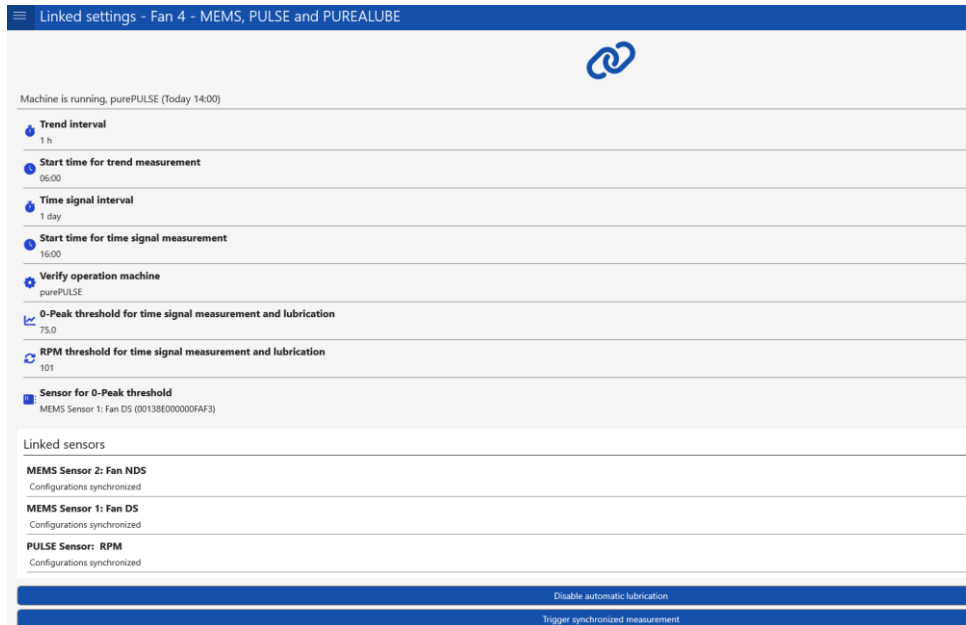 Linked settings - Fan 4 - MEMS, PULSE and PUREALUBE
Machine is running, purePULSE (Today 14:00)
Trend interval
1 h
Start time for trend measurement
06:00
Time signal interval
1 day
Start time for time signal measurement
16:00
Verify operation machine
purePULSE
0-Peak threshold for time signal measurement and lubrication
75.0
RPM threshold for time signal measurement and lubrication
101
Sensor for 0-Peak threshold
MEMS Sensor 1: Fan DS (00138E000000FAF3)
Linked sensors
MEMS Sensor 2: Fan NDS
Configurations synchronized
MEMS Sensor 1: Fan DS
Configurations synchronized
PULSE Sensor: RPM
Configurations synchronized
Disable automatic lubrication
Trigger synchronized measurement